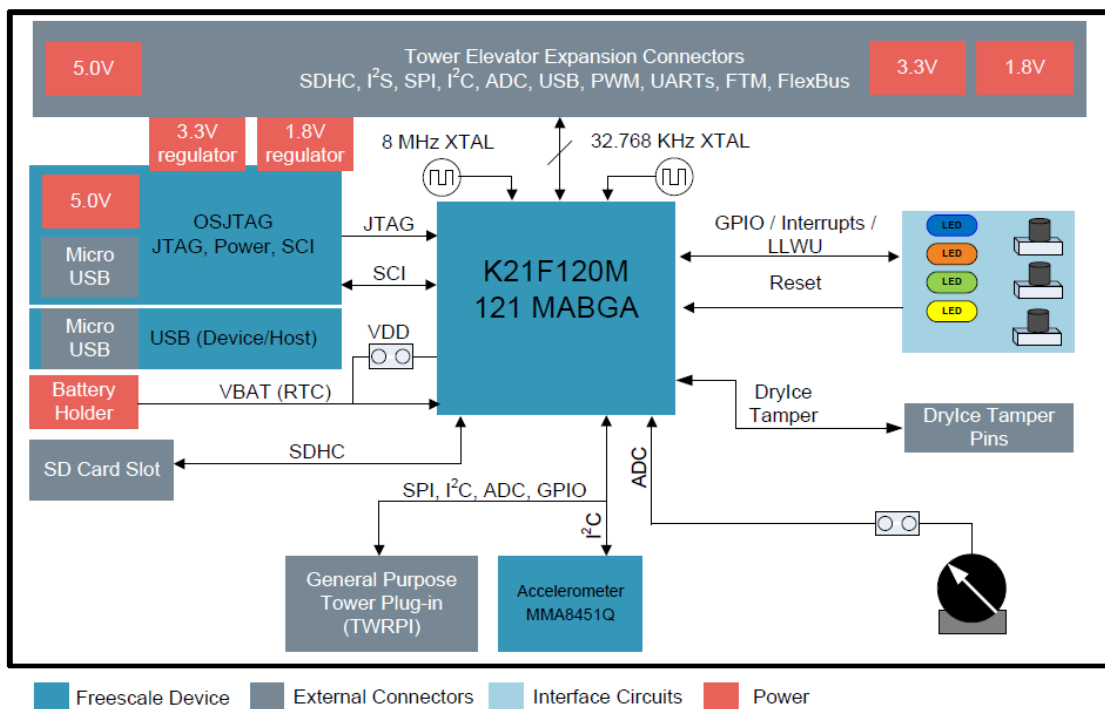 Tower Elevator Expansion Connectors
SDHC, I²S, SPI, I²C, ADC, USB, PWM, UARTs, FTM, FlexBus
5.0V
3.3V
1.8V
3.3V
regulator
1.8V
regulator
8 MHz XTAL
32.768 KHz XTAL
5.0V
OSJTAG
JTAG, Power, SCI
Micro
USB
JTAG
SCI
K21F120M
121 MABGA
GPIO / Interrupts /
LLWU
Reset
LED
LED
LED
LED
Micro
USB
USB (Device/Host)
VDD
Battery
Holder
VBAT (RTC)
DryIce
Tamper
DryIce Tamper
Pins
SD Card Slot
SDHC
SPI, I²C, ADC, GPIO
I²C
ADC
General Purpose
Tower Plug-in
(TWRPI)
Accelerometer
MMA8451Q
Freescale Device
External Connectors
Interface Circuits
Power